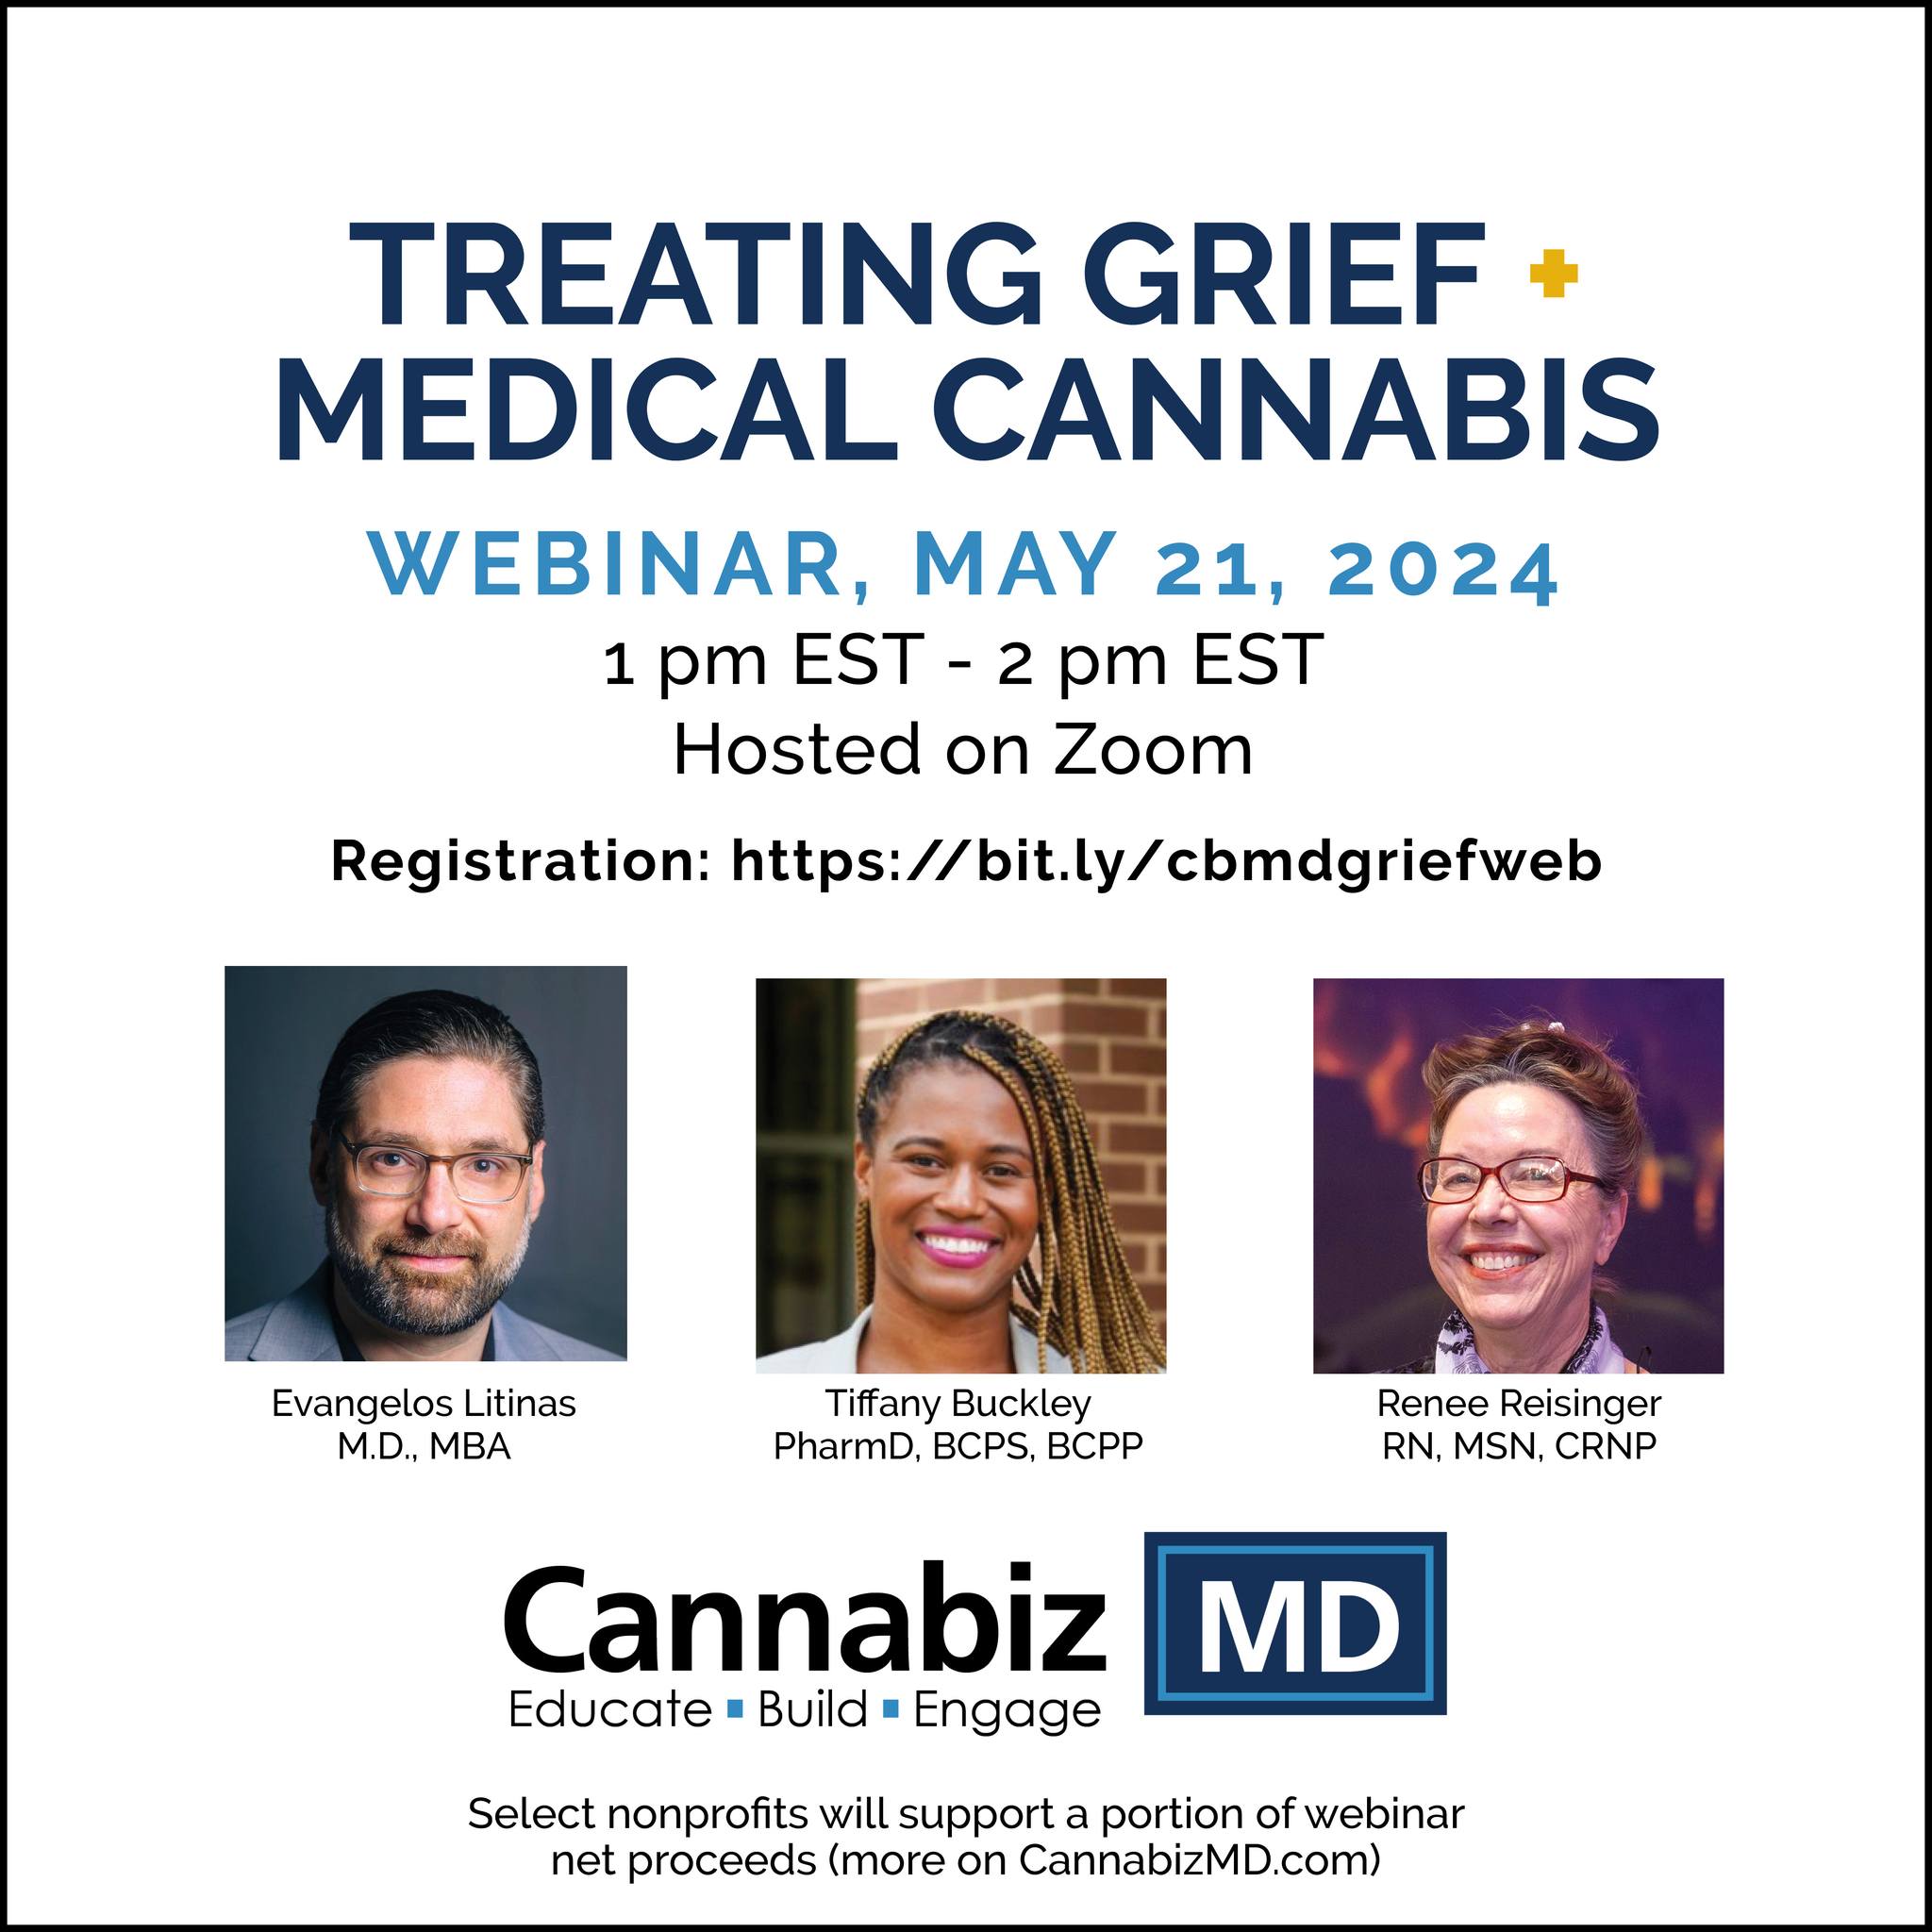 TREATING GRIEF +
MEDICAL CANNABIS
WEBINAR, MAY 21, 2024
1 pm EST - 2 pm EST
Hosted on Zoom
Registration: https://bit.ly/cbmdgriefweb
Evangelos Litinas
M.D., MBA
Tiffany Buckley
PharmD, BCPS, BCPP
Renee Reisinger
RN, MSN, CRNP
Cannabiz MD
Educate ▪ Build ▪ Engage
Select nonprofits will support a portion of webinar
net proceeds (more on CannabizMD.com)